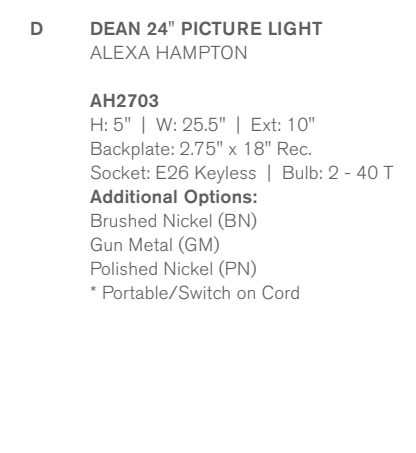 D DEAN 24" PICTURE LIGHT
ALEXA HAMPTON
AH2703
H: 5" | W: 25.5" | Ext: 10"
Backplate: 2.75" x 18" Rec.
Socket: E26 Keyless | Bulb: 2 - 40 T
Additional Options:
Brushed Nickel (BN)
Gun Metal (GM)
Polished Nickel (PN)
* Portable/Switch on Cord